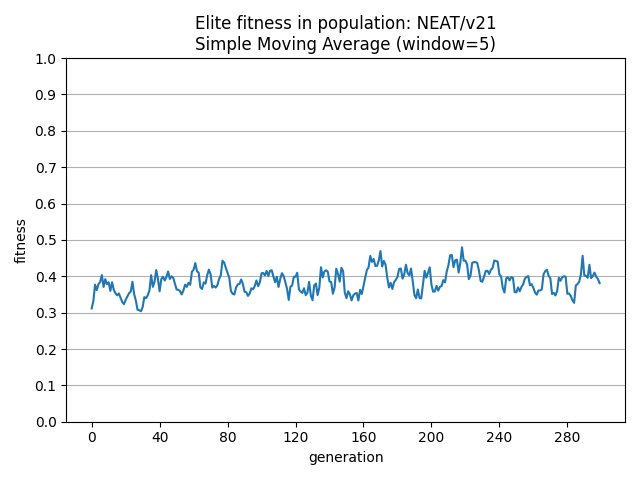 Elite fitness in population: NEAT/v21
Simple Moving Average (window=5)
1.0
0.9
0.8
0.7
0.6
0.5
0.4
0.3
0.2
0.1
0.0
fitness
0 40 80 120 160 200 240 280
generation